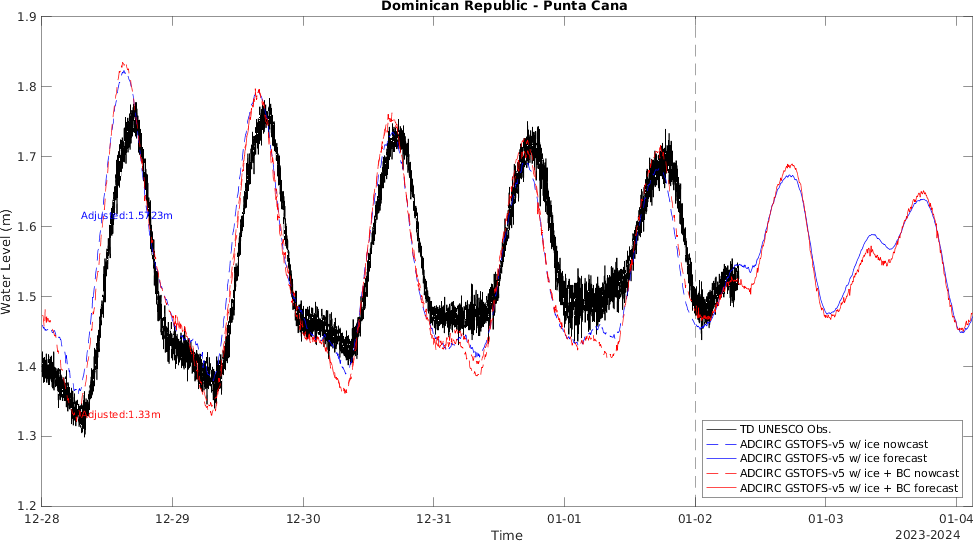 Dominican Republic - Punta Cana
1.9
1.8
1.7
1.6
1.5
1.4
1.3
1.2
Water Level (m)
Adjusted:1.5723m
Adjusted:1.33m
TD UNESCO Obs.
ADCIRC GSTOFS-v5 w/ ice nowcast
ADCIRC GSTOFS-v5 w/ ice forecast
ADCIRC GSTOFS-v5 w/ ice + BC nowcast
ADCIRC GSTOFS-v5 w/ ice + BC forecast
12-28 12-29 12-30 12-31 01-01 01-02 01-03 01-04
Time
2023-2024